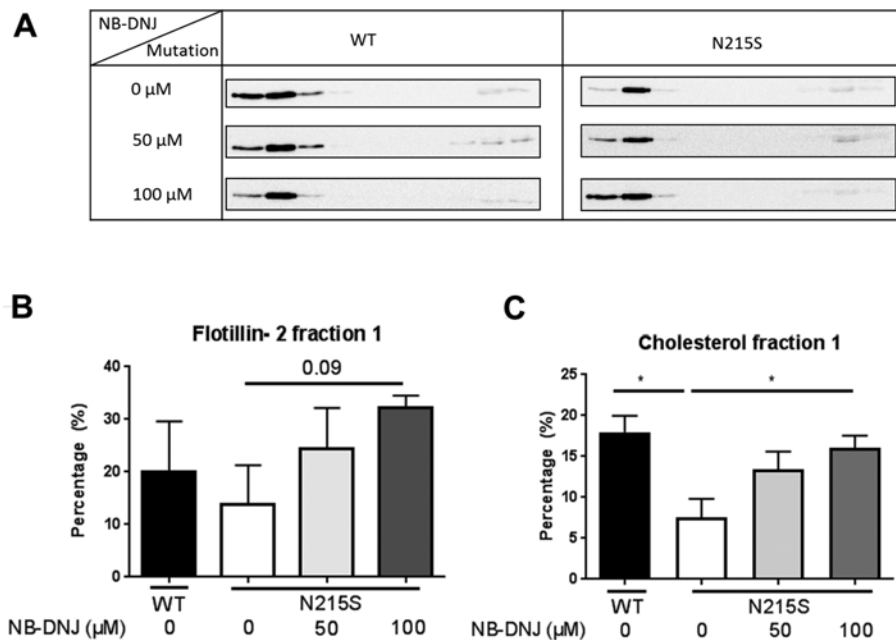 A
NB-DNJ
Mutation
WT
N215S
0 µM
50 µM
100 µM
B
Flotillin- 2 fraction 1
0.09
40
30
20
10
0
Percentage (%)
WT
N215S
NB-DNJ (µM)
0
0
50
100
C
Cholesterol fraction 1
*
*
25
20
15
10
5
0
Percentage (%)
WT
N215S
NB-DNJ (µM)
0
0
50
100